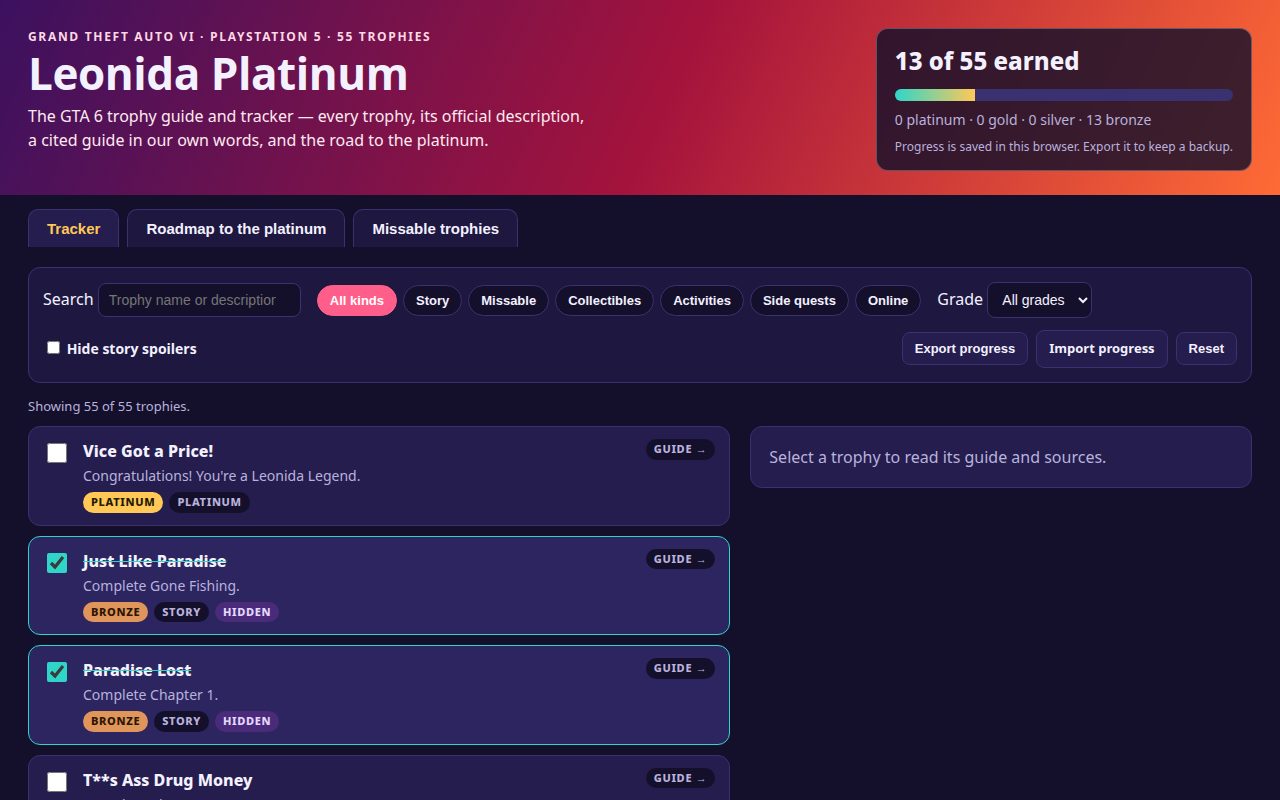 GRAND THEFT AUTO VI · PLAYSTATION 5 · 55 TROPHIES
Leonida Platinum
The GTA 6 trophy guide and tracker — every trophy, its official description,
a cited guide in our own words, and the road to the platinum.
13 of 55 earned
0 platinum · 0 gold · 0 silver · 13 bronze
Progress is saved in this browser. Export it to keep a backup.
Tracker
Roadmap to the platinum
Missable trophies
Search
Trophy name or descriptior
All kinds
Story
Missable
Collectibles
Activities
Side quests
Online
Grade
All grades
Hide story spoilers
Export progress
Import progress
Reset
Showing 55 of 55 trophies.
Vice Got a Price!
GUIDE →
Congratulations! You're a Leonida Legend.
PLATINUM
PLATINUM
Select a trophy to read its guide and sources.
Just Like Paradise
GUIDE →
Complete Gone Fishing.
BRONZE
STORY
HIDDEN
Paradise Lost
GUIDE →
Complete Chapter 1.
BRONZE
STORY
HIDDEN
T**s Ass Drug Money
GUIDE →